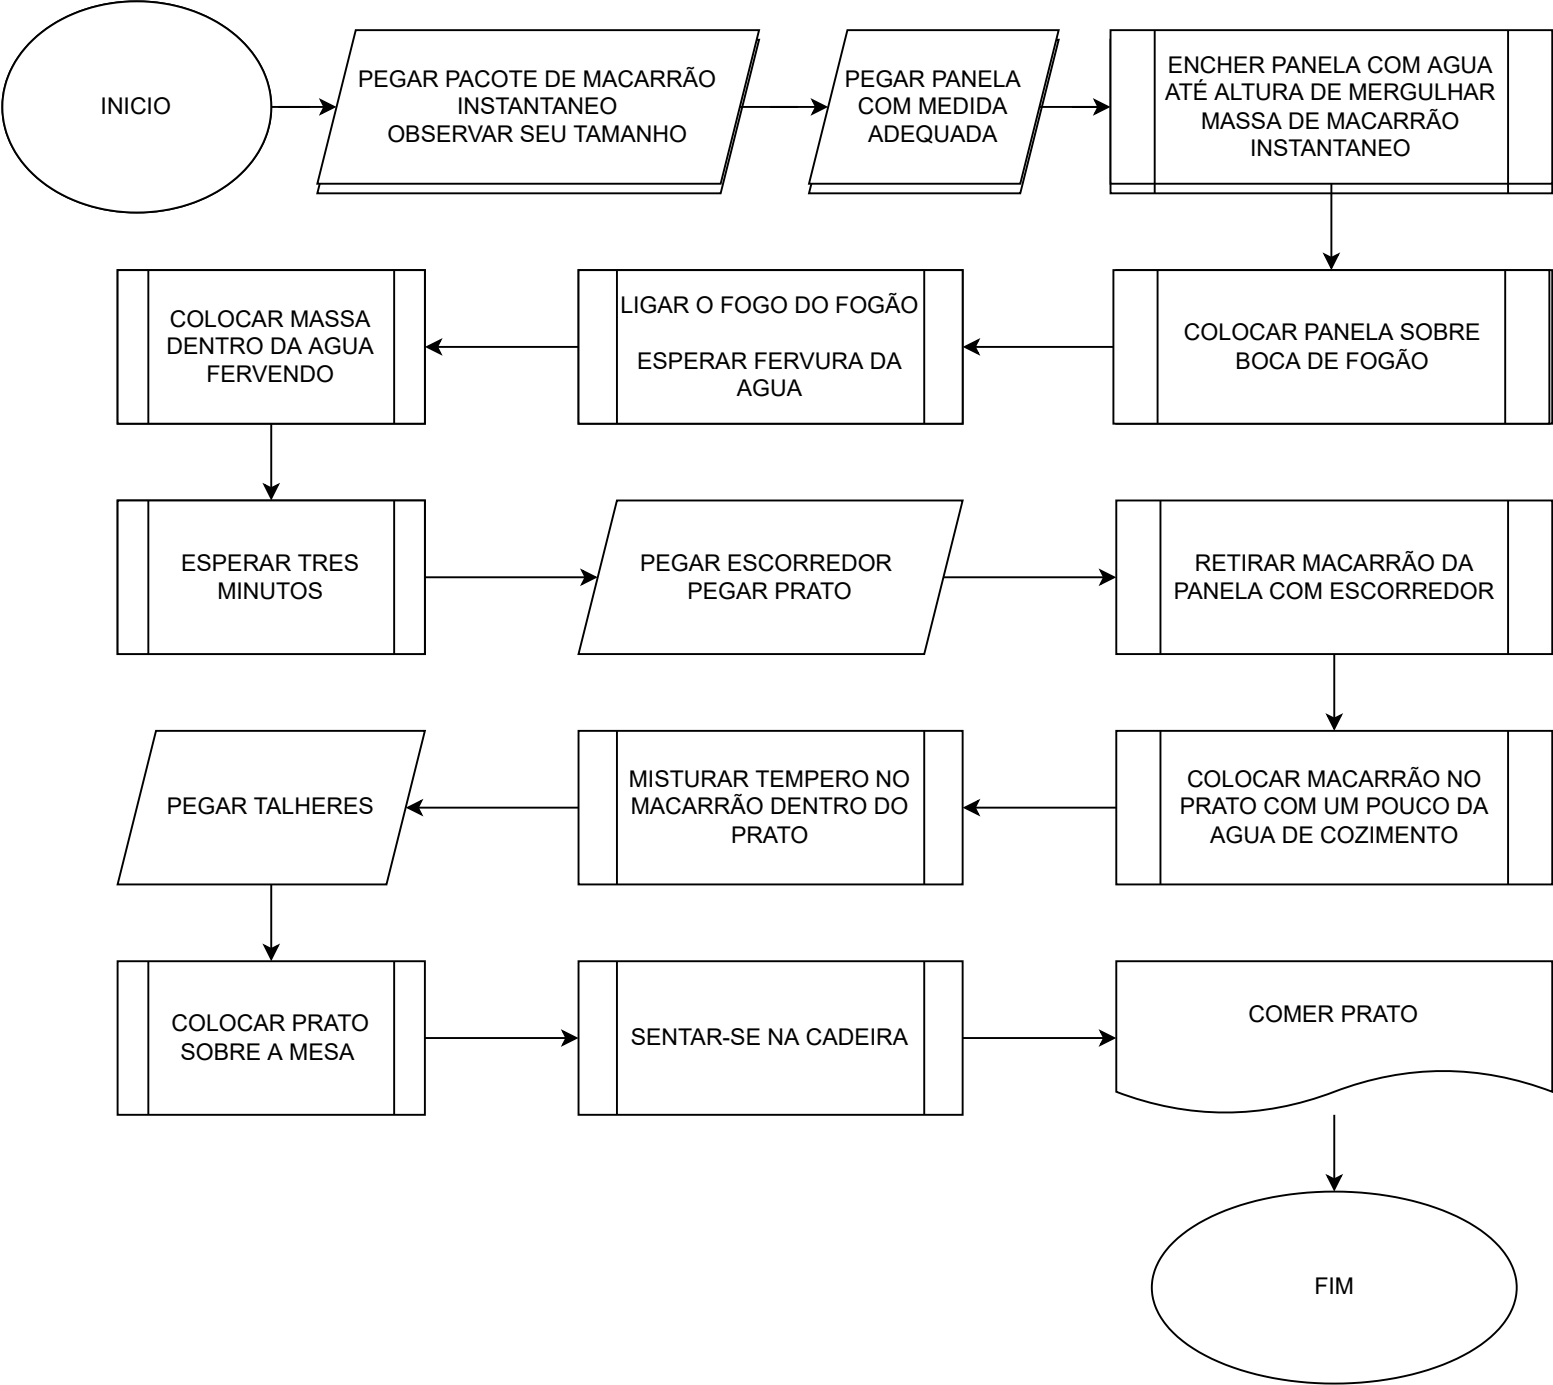 INICIO
PEGAR PACOTE DE MACARRÃO
INSTANTANEO
OBSERVAR SEU TAMANHO
PEGAR PANELA
COM MEDIDA
ADEQUADA
ENCHER PANELA COM AGUA
ATÉ ALTURA DE MERGULHAR
MASSA DE MACARRÃO
INSTANTANEO
COLOCAR PANELA SOBRE
BOCA DE FOGÃO
LIGAR O FOGO DO FOGÃO
ESPERAR FERVURA DA
AGUA
COLOCAR MASSA
DENTRO DA AGUA
FERVENDO
ESPERAR TRES
MINUTOS
PEGAR ESCORREDOR
PEGAR PRATO
RETIRAR MACARRÃO DA
PANELA COM ESCORREDOR
COLOCAR MACARRÃO NO
PRATO COM UM POUCO DA
AGUA DE COZIMENTO
MISTURAR TEMPERO NO
MACARRÃO DENTRO DO
PRATO
PEGAR TALHERES
COLOCAR PRATO
SOBRE A MESA
SENTAR-SE NA CADEIRA
COMER PRATO
FIM